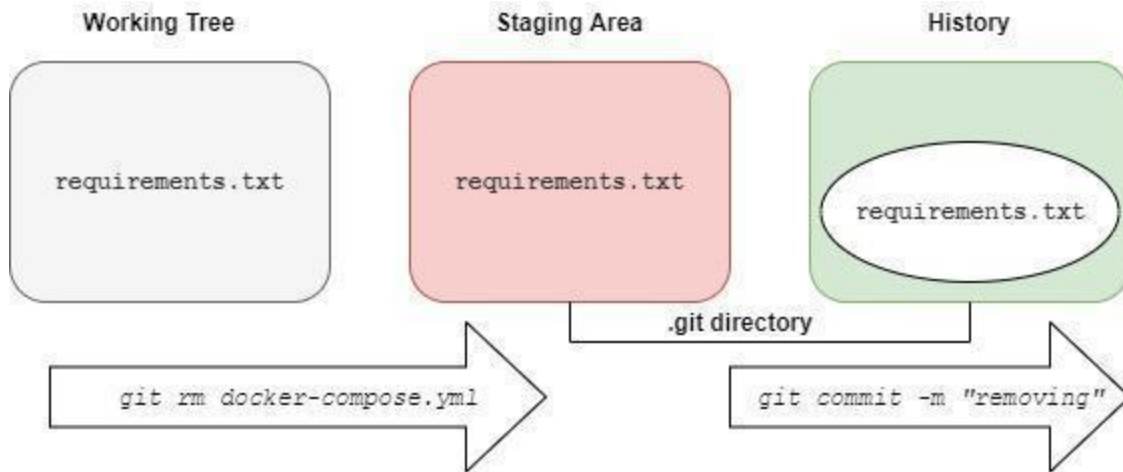 Working Tree
Staging Area
History
requirements.txt
requirements.txt
requirements.txt
.git directory
git rm docker-compose.yml
git commit -m "removing"